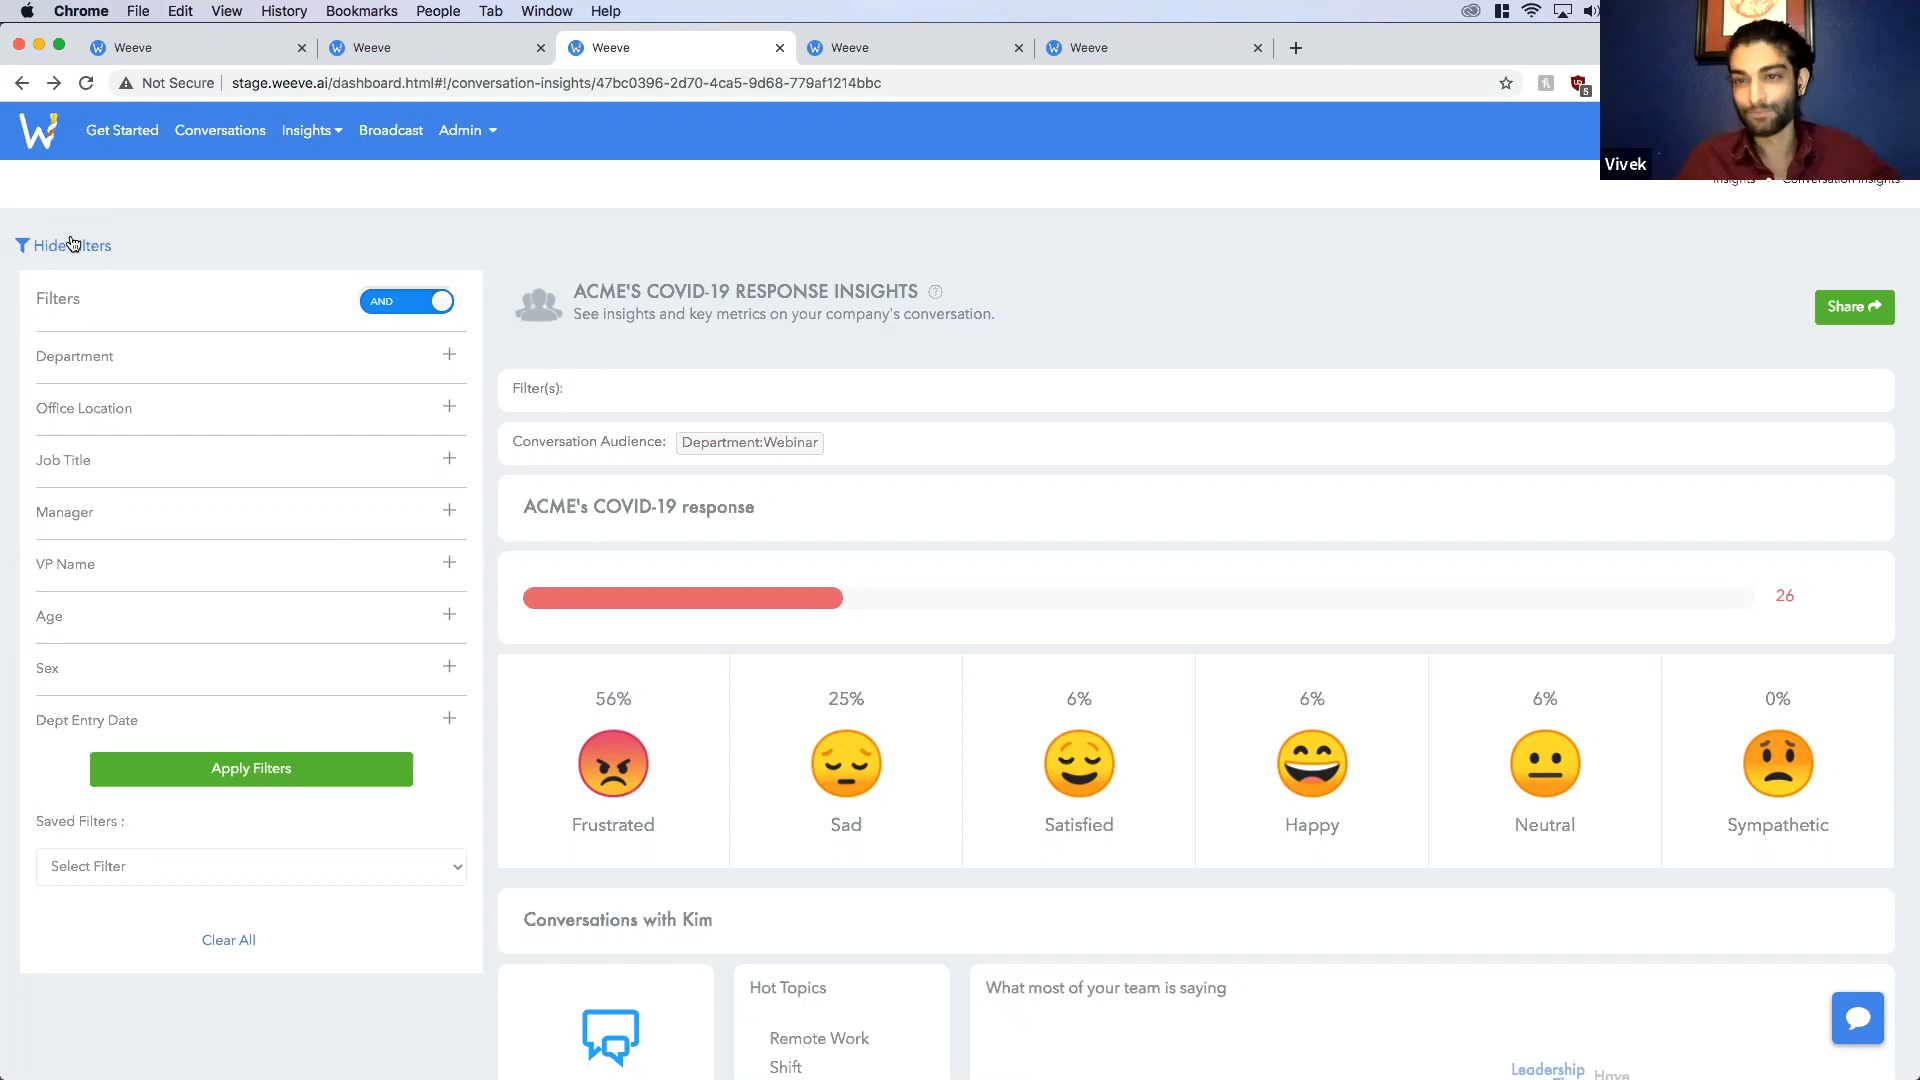 Chrome File Edit View History Bookmarks People Tab Window Help
Weeve Weeve Weeve Weeve Weeve
Not Secure stage.weeve.ai/dashboard.html#!/conversation-insights/47bc0396-2d70-4ca5-9d68-779af1214bbc
5
Get Started Conversations Insights Broadcast Admin
Vivek
Insights Conversation Insights
Hide Filters
Filters AND
Department
Office Location
Job Title
Manager
VP Name
Age
Sex
Dept Entry Date
Apply Filters
Saved Filters :
Select Filter
Clear All
ACME'S COVID-19 RESPONSE INSIGHTS ?
See insights and key metrics on your company's conversation.
Share
Filter(s):
Conversation Audience: Department:Webinar
ACME's COVID-19 response
26
56% 25% 6% 6% 6% 0%
Frustrated Sad Satisfied Happy Neutral Sympathetic
Conversations with Kim
Hot Topics
Remote Work
Shift
What most of your team is saying
Leadership Have